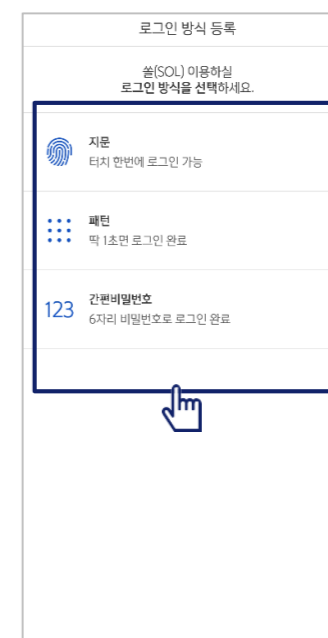 로그인 방식 등록
쏠(SOL) 이용하실
로그인 방식을 선택하세요.
지문
터치 한번에 로그인 가능
패턴
딱 1초면 로그인 완료
123
간편비밀번호
6자리 비밀번호로 로그인 완료